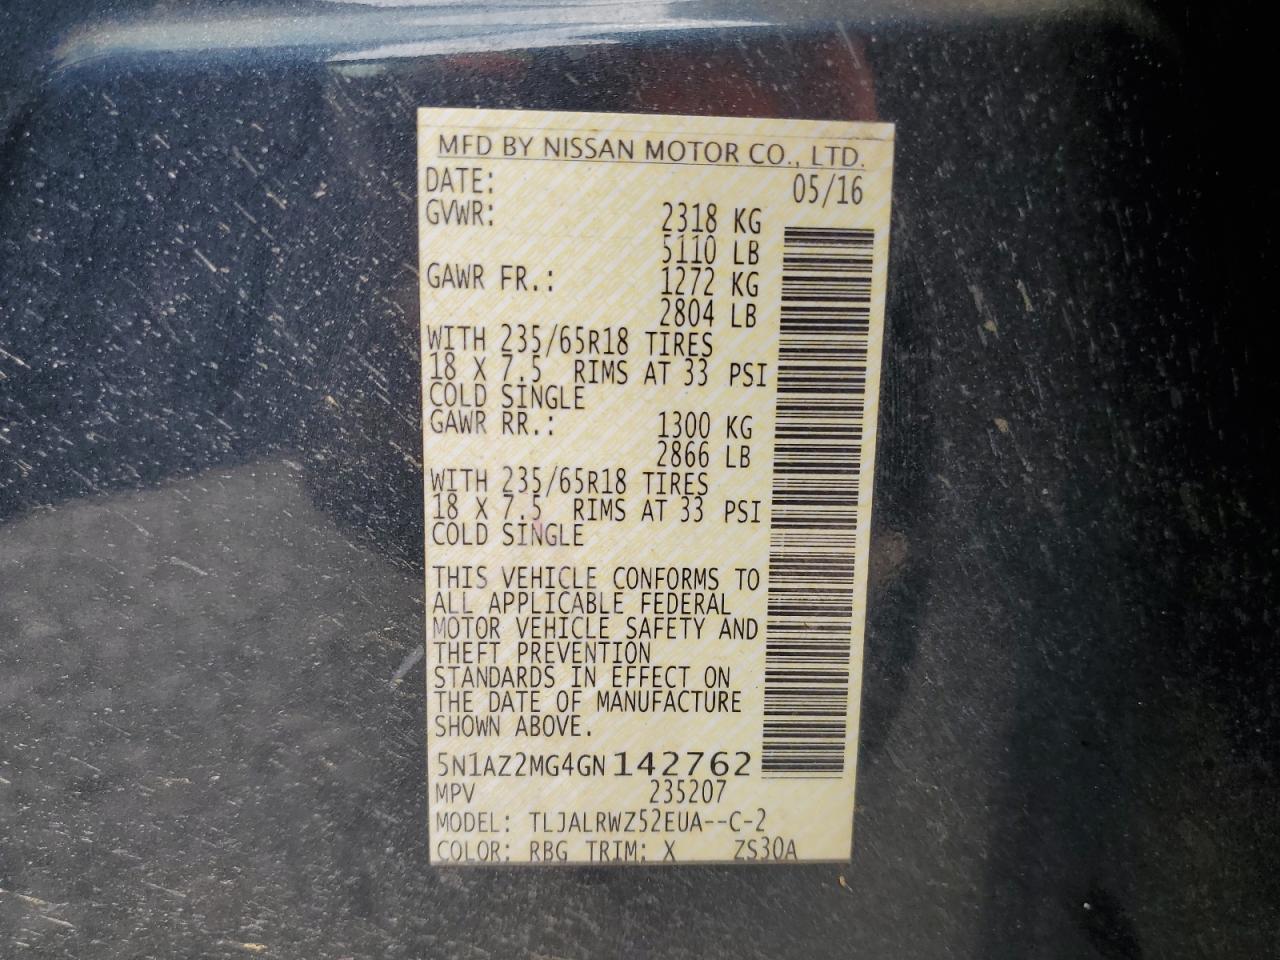 MFD BY NISSAN MOTOR CO., LTD.
DATE: 05/16
GVWR: 2318 KG
5110 LB
GAWR FR.: 1272 KG
2804 LB
WITH 235/65R18 TIRES
18 X 7.5 RIMS AT 33 PSI
COLD SINGLE
GAWR RR.: 1300 KG
2866 LB
WITH 235/65R18 TIRES
18 X 7.5 RIMS AT 33 PSI
COLD SINGLE
THIS VEHICLE CONFORMS TO
ALL APPLICABLE FEDERAL
MOTOR VEHICLE SAFETY AND
THEFT PREVENTION
STANDARDS IN EFFECT ON
THE DATE OF MANUFACTURE
SHOWN ABOVE.
5N1AZ2MG4GN142762
MPV 235207
MODEL: TLJALRWZ52EUA--C-2
COLOR: RBG TRIM: X ZS30A